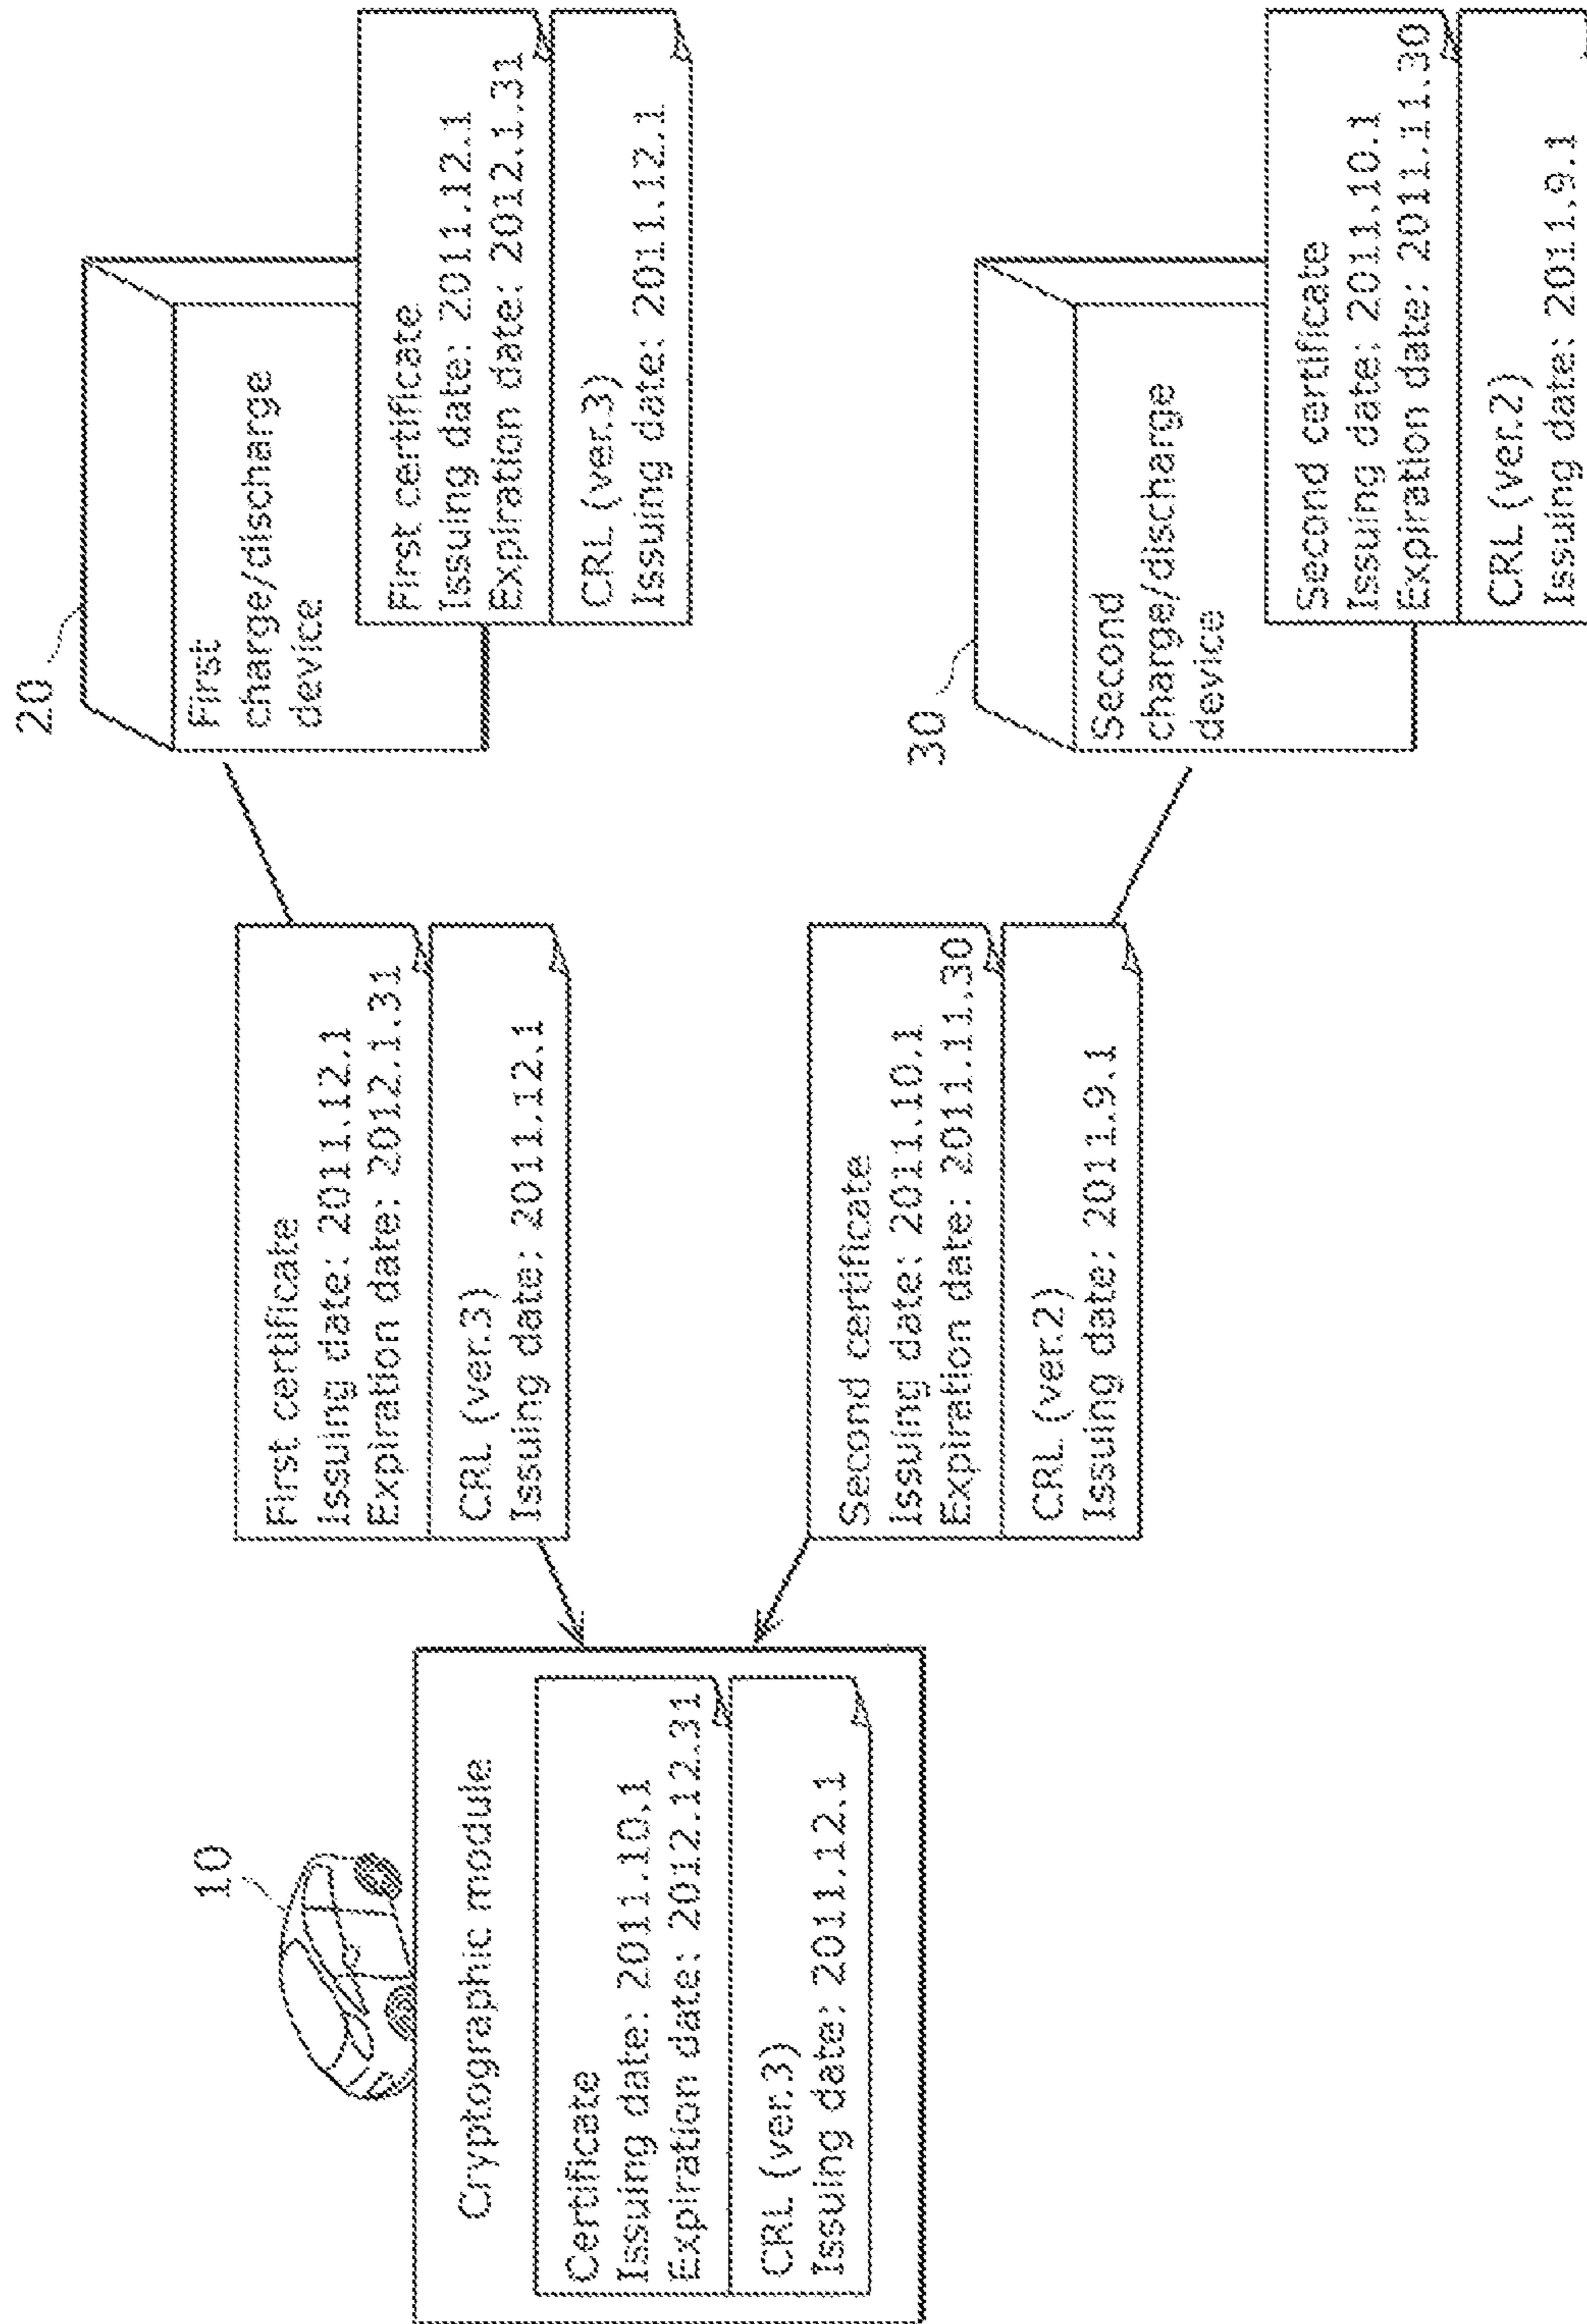 10
Cryptographic module
Certificate
Issuing date: 2011.10.1
Expiration date: 2012.12.31
CRL (ver.3)
Issuing date: 2011.12.1
First certificate
Issuing date: 2011.12.1
Expiration date: 2012.1.31
CRL (ver.3)
Issuing date: 2011.12.1
20
First
charge/discharge
device
First certificate
Issuing date: 2011.12.1
Expiration date: 2012.1.31
CRL (ver.3)
Issuing date: 2011.12.1
Second certificate
Issuing date: 2011.10.1
Expiration date: 2011.11.30
CRL (ver.2)
Issuing date: 2011.9.1
30
Second
charge/discharge
device
Second certificate
Issuing date: 2011.10.1
Expiration date: 2011.11.30
CRL (ver.2)
Issuing date: 2011.9.1